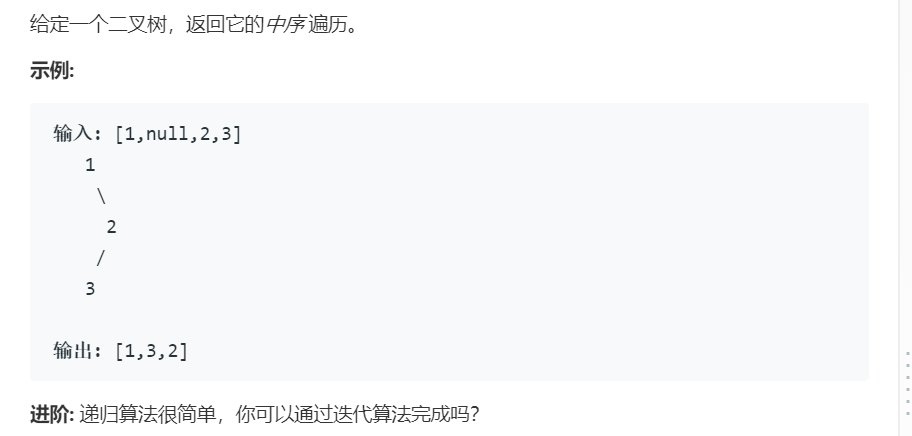 给定一个二叉树，返回它的中序 遍历。
示例:
输入: [1,null,2,3]
1
\
2
/
3
输出: [1,3,2]
进阶: 递归算法很简单，你可以通过迭代算法完成吗？